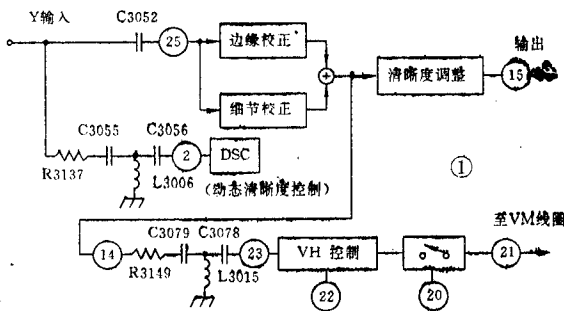 Y输入
C3052
25
边缘校正
+
细节校正
清晰度调整
输出
15
C3055
C3056
R3137
L3006
2
DSC
(动态清晰度控制)
①
C3079
C3078
14
R3149
L3015
23
VH 控制
22
20
至VM线圈
21